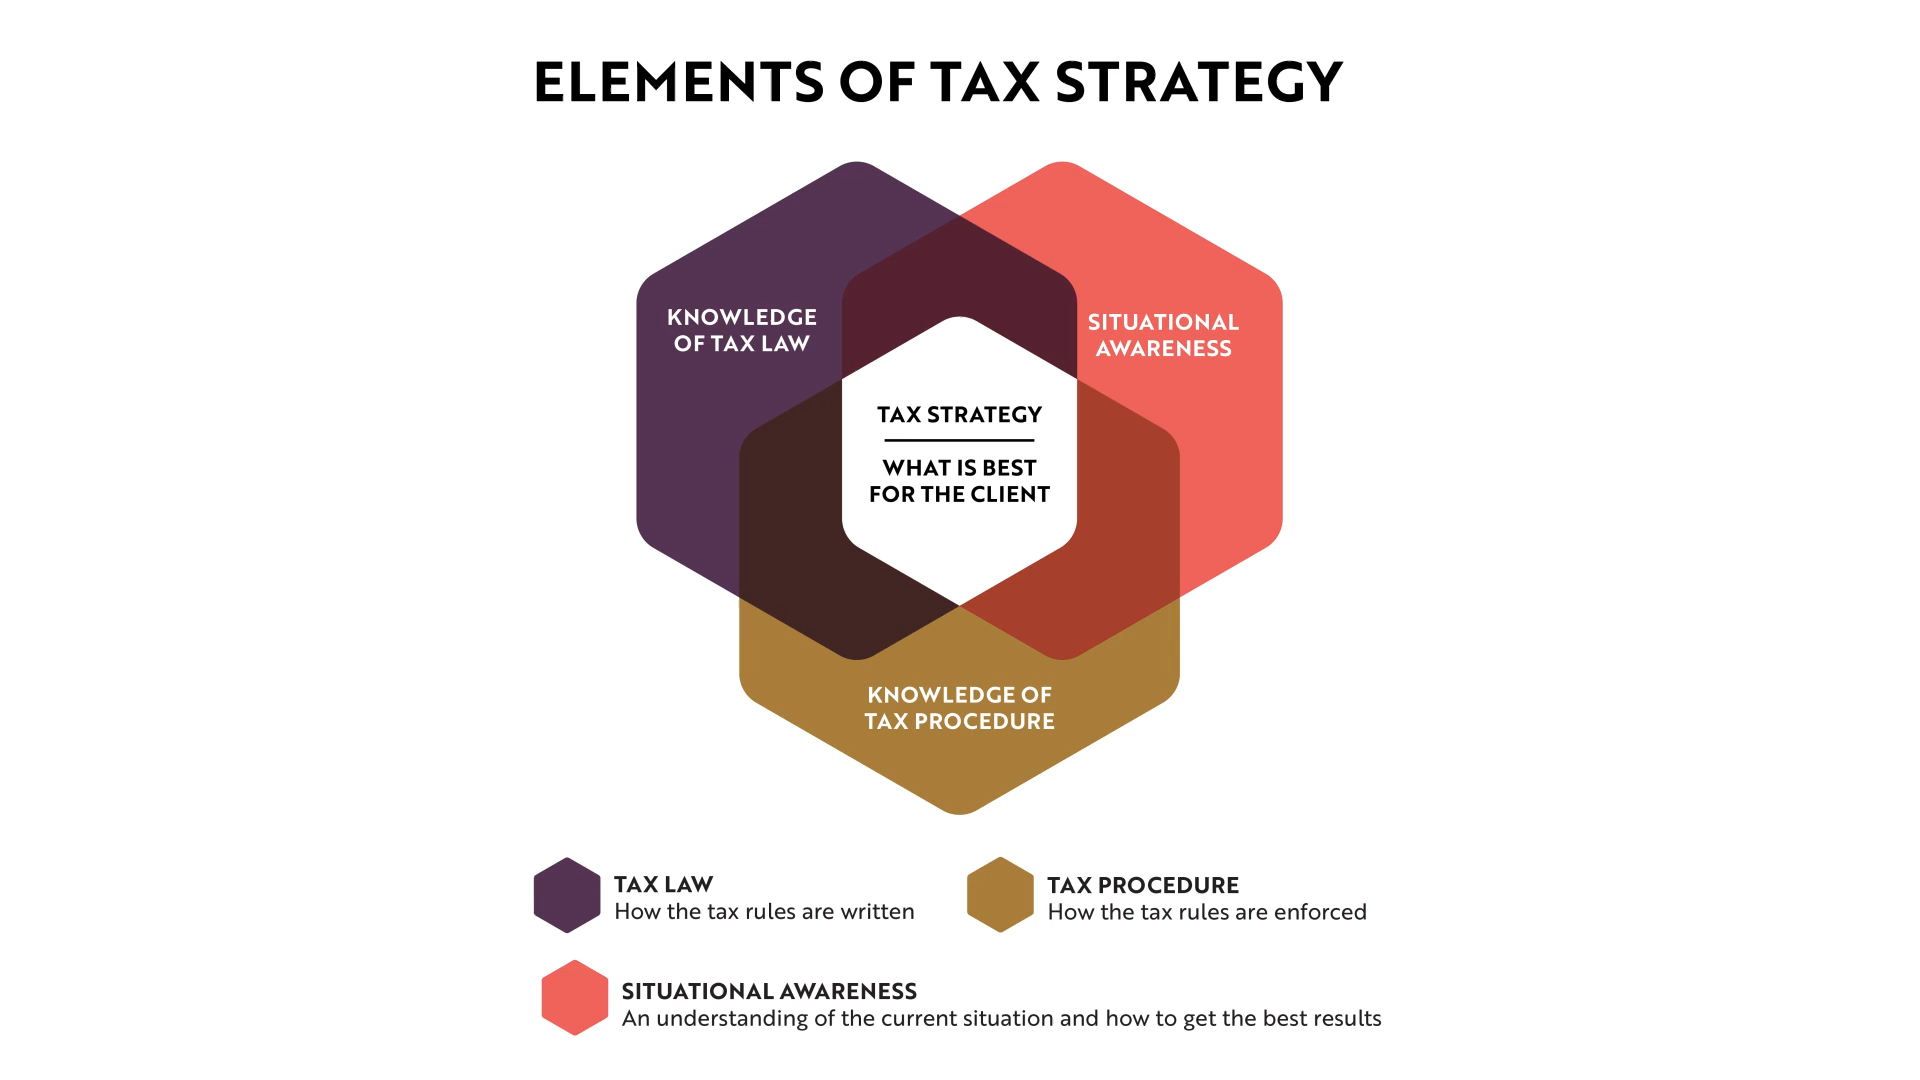 ELEMENTS OF TAX STRATEGY
KNOWLEDGE
OF TAX LAW
SITUATIONAL
AWARENESS
TAX STRATEGY
WHAT IS BEST
FOR THE CLIENT
KNOWLEDGE OF
TAX PROCEDURE
TAX LAW
How the tax rules are written
TAX PROCEDURE
How the tax rules are enforced
SITUATIONAL AWARENESS
An understanding of the current situation and how to get the best results